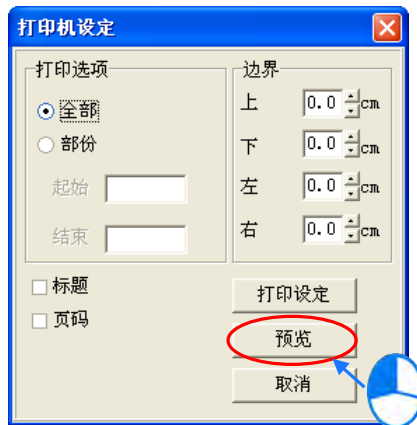 打印机设定
打印选项
全部
部份
起始
结束
边界
上 0.0 cm
下 0.0 cm
左 0.0 cm
右 0.0 cm
标题
页码
打印设定
预览
取消